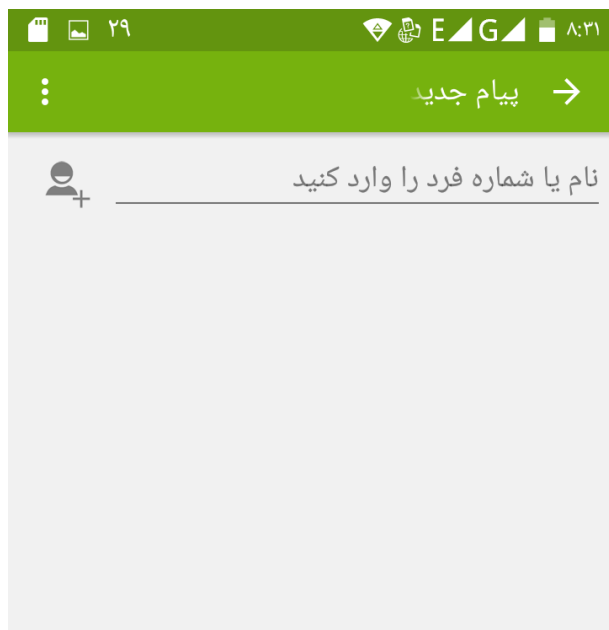 ۲۹ E G ۸:۳۱
پیام جدید
نام یا شماره فرد را وارد کنید